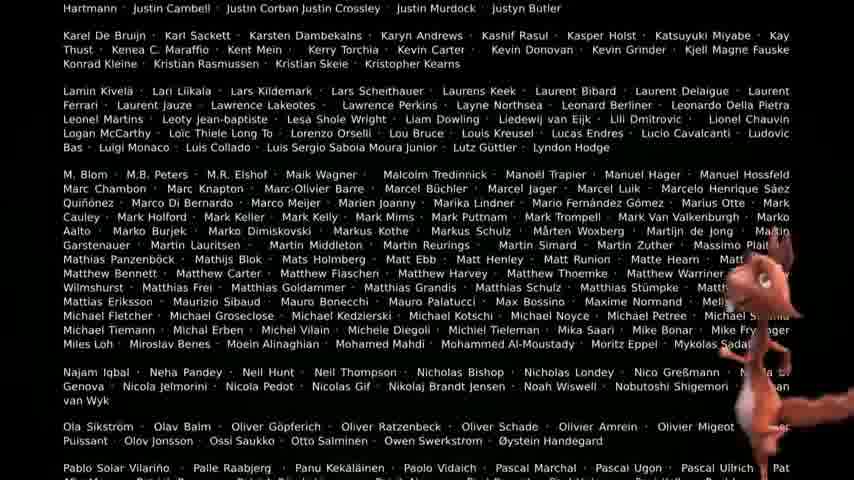 Hartmann · Justin Cambell · Justin Corban Justin Crossley · Justin Murdock · Justyn Butler
Karel De Bruijn · Karl Sackett · Karsten Dambekalns · Karyn Andrews · Kashif Rasul · Kasper Holst · Katsuyuki Miyabe · Kay
Thust · Kenea C. Maraffio · Kent Mein · Kerry Torchia · Kevin Carter · Kevin Donovan · Kevin Grinder · Kjell Magne Fauske
Konrad Kleine · Kristian Rasmussen · Kristian Skeie · Kristopher Kearns
Lamin Kivelä · Lari Liikala · Lars Kildemark · Lars Scheithauer · Laurens Keek · Laurent Bibard · Laurent Delaigue · Laurent
Ferrari · Laurent Jauze · Lawrence Lakeotes · Lawrence Perkins · Layne Northsea · Leonard Berliner · Leonardo Della Pietra
Leonel Martins · Leoty Jean-baptiste · Lesa Shole Wright · Liam Dowling · Liedewij van Eijk · Lili Dmitrovic · Lionel Chauvin
Logan McCarthy · Loïc Thiele Long To · Lorenzo Orselli · Lou Bruce · Louis Kreusel · Lucas Endres · Lucio Cavalcanti · Ludovic
Bas · Luigi Monaco · Luis Collado · Luis Sergio Saboia Moura Junior · Lutz Güttler · Lyndon Hodge
M. Blom · M.B. Peters · M.R. Elshof · Maik Wagner · Malcolm Tredinnick · Manoël Trapier · Manuel Hager · Manuel Hossfeld
Marc Chambon · Marc Knapton · Marc-Olivier Barre · Marcel Büchler · Marcel Jager · Marcel Luik · Marcelo Henrique Sáez
Quiñónez · Marco Di Bernardo · Marco Meijer · Marien Joanny · Marika Lindner · Mario Fernández Gómez · Marius Otte · Mark
Cauley · Mark Holford · Mark Keller · Mark Kelly · Mark Mims · Mark Puttnam · Mark Trompell · Mark Van Valkenburgh · Marko
Aalto · Marko Burjek · Marko Dimiskovski · Markus Kothe · Markus Schulz · Mårten Woxberg · Martijn de Jong · Martin
Garstenauer · Martin Lauritsen · Martin Middleton · Martin Reurings · Martin Simard · Martin Zuther · Massimo
Mathias Panzenböck · Mathijs Blok · Mats Holmberg · Matt Ebb · Matt Henley · Matt Runion · Matte Hearn · Matt
Matthew Bennett · Matthew Carter · Matthew Flaschen · Matthew Harvey · Matthew Thoemke · Matthew Warriner
Wilmshurst · Matthias Frei · Matthias Goldammer · Matthias Grandis · Matthias Schulz · Matthias Stümpke
Mattias Eriksson · Maurizio Sibaud · Mauro Bonecchi · Mauro Palatucci · Max Bossino · Maxime Normand
Michael Fletcher · Michael Groseclose · Michael Kedzierski · Michael Kotschi · Michael Noyce · Michael Petree · Michael
Michael Tiemann · Michal Erben · Michel Vilain · Michele Diegoli · Michiel Tieleman · Mika Saari · Mike Bonar · Mike
Miles Loh · Miroslav Benes · Moein Alinaghian · Mohamed Mahdi · Mohammed Al-Moustady · Moritz Eppel · Mykolas
Najam Iqbal · Neha Pandey · Neil Hunt · Neil Thompson · Nicholas Bishop · Nicholas Londey · Nico Greßmann
Genova · Nicola Jelmorini · Nicola Pedot · Nicolas Gif · Nikolaj Brandt Jensen · Noah Wiswell · Nobutoshi Shigemori
van Wyk
Ola Sikström · Olav Balm · Oliver Göpferich · Oliver Ratzenbeck · Oliver Schade · Olivier Amrein · Olivier Migeot
Puissant · Olov Jonsson · Ossi Saukko · Otto Salminen · Owen Swerkstrom · Øystein Handegard
Pablo Solar Vilariño · Palle Raabjerg · Panu Kekäläinen · Paolo Vidaich · Pascal Marchal · Pascal Ugon · Pascal Ullrich · Pat